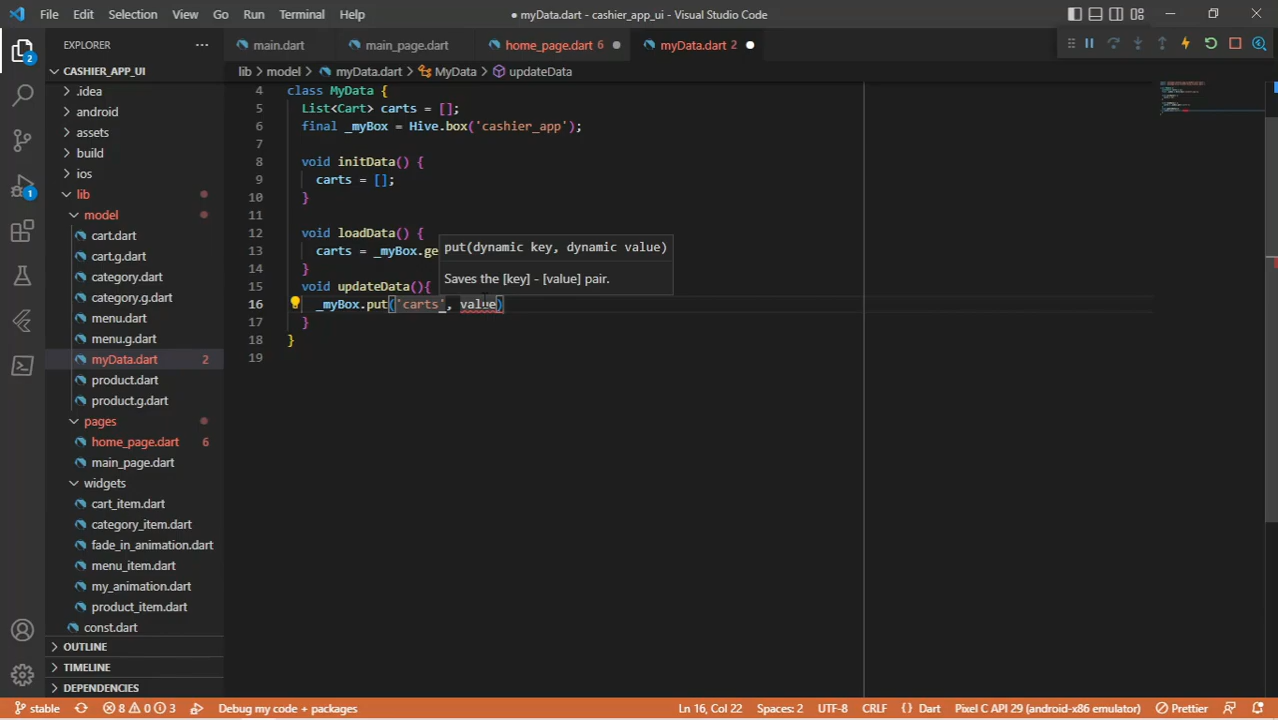 File Edit Selection View Go Run Terminal Help
myData.dart - cashier_app_ui - Visual Studio Code
EXPLORER
main.dart
main_page.dart
home_page.dart 6
myData.dart 2
CASHIER_APP_UI
lib > model > myData.dart > MyData > updateData
.idea
android
assets
build
ios
lib
model
cart.dart
cart.g.dart
category.dart
category.g.dart
menu.dart
menu.g.dart
myData.dart 2
product.dart
product.g.dart
pages
home_page.dart 6
main_page.dart
widgets
cart_item.dart
category_item.dart
fade_in_animation.dart
menu_item.dart
my_animation.dart
product_item.dart
const.dart
OUTLINE
TIMELINE
DEPENDENCIES
2
1
4 class MyData {
5 List<Cart> carts = [];
6 final _myBox = Hive.box('cashier_app');
7
8 void initData() {
9 carts = [];
10 }
11
12 void loadData() {
13 carts = _myBox.ge
14 }
15 void updateData(){
16 _myBox.put('carts', value)
17 }
18 }
19
put(dynamic key, dynamic value)
Saves the [key] - [value] pair.
stable 8 0 3 Debug my code + packages Ln 16, Col 22 Spaces: 2 UTF-8 CRLF {} Dart Pixel C API 29 (android-x86 emulator) Prettier